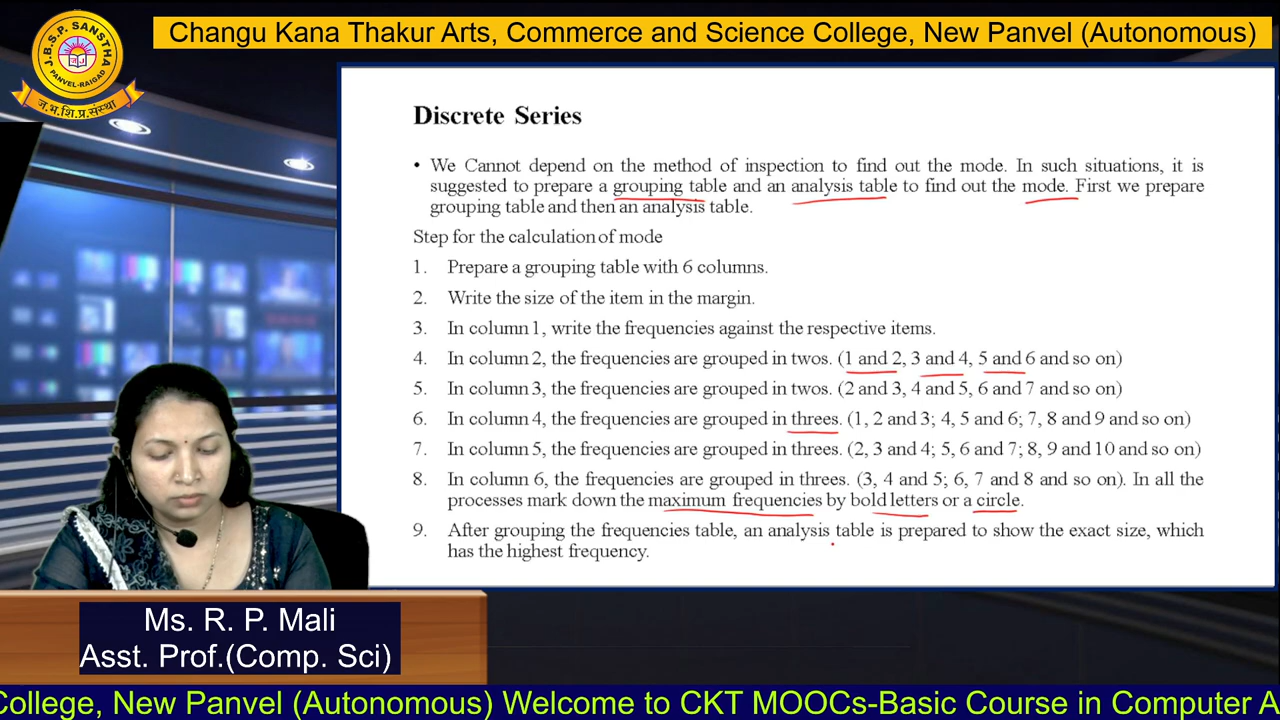 J.B.S.P. SANSTHA
PANVEL-RAIGAD
ज.भ.शि.प्र.संस्था
Changu Kana Thakur Arts, Commerce and Science College, New Panvel (Autonomous)
Discrete Series
• We Cannot depend on the method of inspection to find out the mode. In such situations, it is
suggested to prepare a grouping table and an analysis table to find out the mode. First we prepare
grouping table and then an analysis table.
Step for the calculation of mode
1. Prepare a grouping table with 6 columns.
2. Write the size of the item in the margin.
3. In column 1, write the frequencies against the respective items.
4. In column 2, the frequencies are grouped in twos. (1 and 2, 3 and 4, 5 and 6 and so on)
5. In column 3, the frequencies are grouped in twos. (2 and 3, 4 and 5, 6 and 7 and so on)
6. In column 4, the frequencies are grouped in threes. (1, 2 and 3; 4, 5 and 6; 7, 8 and 9 and so on)
7. In column 5, the frequencies are grouped in threes. (2, 3 and 4; 5, 6 and 7; 8, 9 and 10 and so on)
8. In column 6, the frequencies are grouped in threes. (3, 4 and 5; 6, 7 and 8 and so on). In all the
processes mark down the maximum frequencies by bold letters or a circle.
9. After grouping the frequencies table, an analysis table is prepared to show the exact size, which
has the highest frequency.
Ms. R. P. Mali
Asst. Prof.(Comp. Sci)
College, New Panvel (Autonomous) Welcome to CKT MOOCs-Basic Course in Computer A